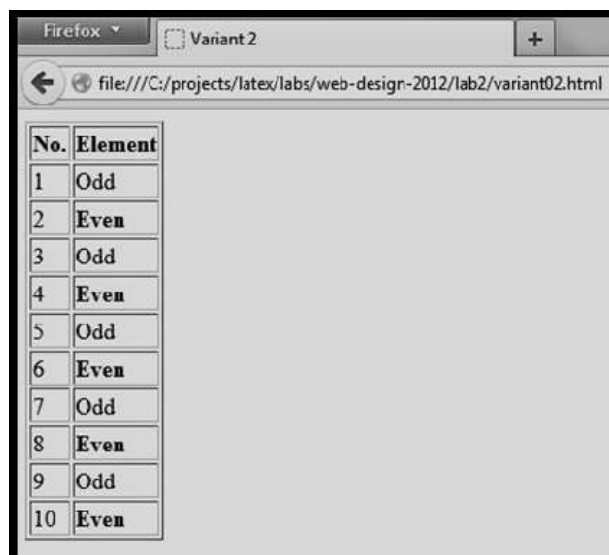 Firefox
Variant 2
+
file:///C:/projects/latex/labs/web-design-2012/lab2/variant02.html
No. Element
1 Odd
2 Even
3 Odd
4 Even
5 Odd
6 Even
7 Odd
8 Even
9 Odd
10 Even